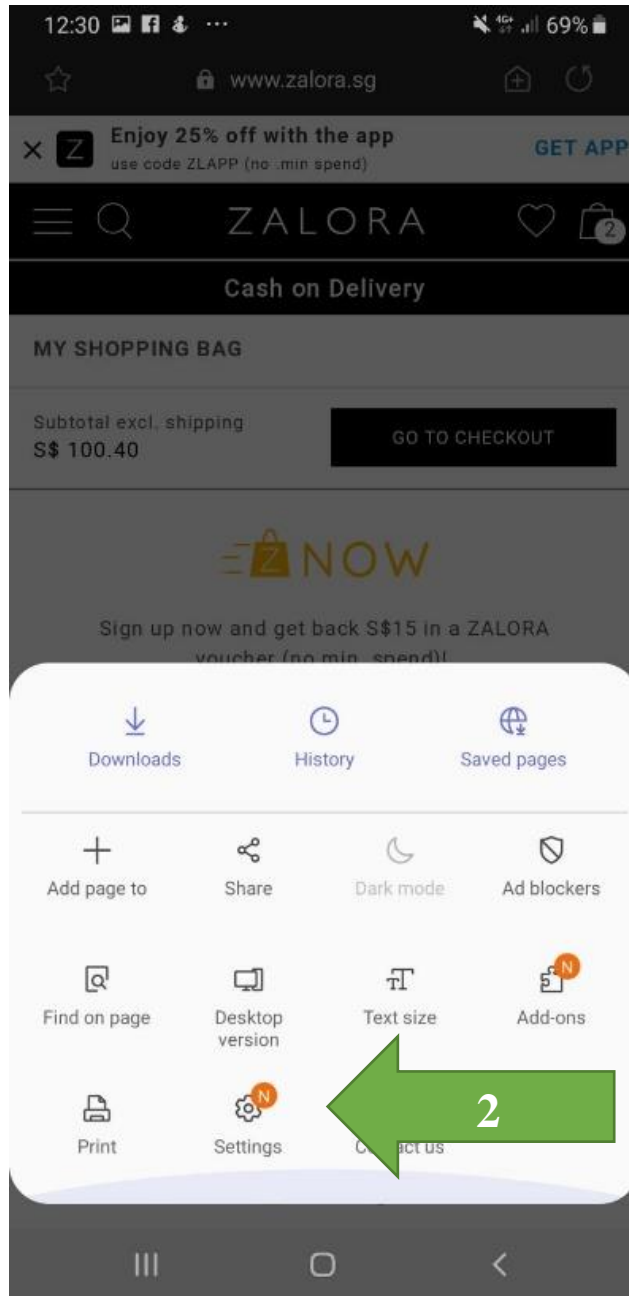 12:30 4G+ 69%
www.zalora.sg
Enjoy 25% off with the app
use code ZLAPP (no .min spend)
GET APP
ZALORA
2
Cash on Delivery
MY SHOPPING BAG
Subtotal excl. shipping
S$ 100.40
GO TO CHECKOUT
Z NOW
Sign up now and get back S$15 in a ZALORA
voucher (no min. spend)!
Downloads History Saved pages
Add page to Share Dark mode Ad blockers
N
Find on page Desktop version Text size Add-ons
N 2
Print Settings